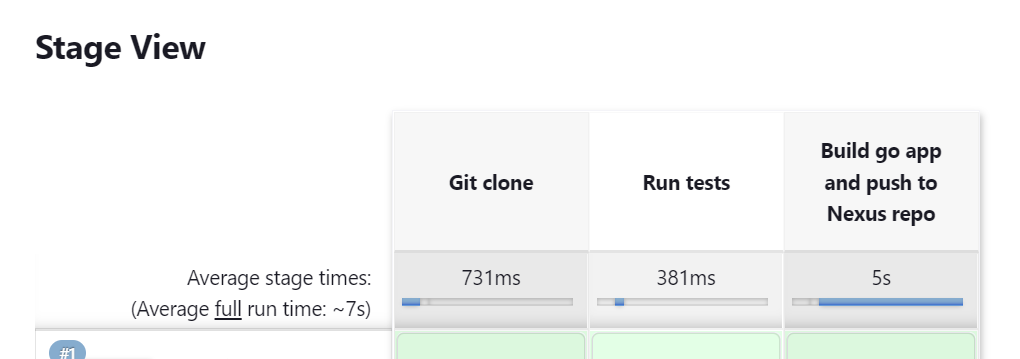 Stage View
Git clone
Run tests
Build go app
and push to
Nexus repo
Average stage times:
(Average full run time: ~7s)
731ms
381ms
5s
#1